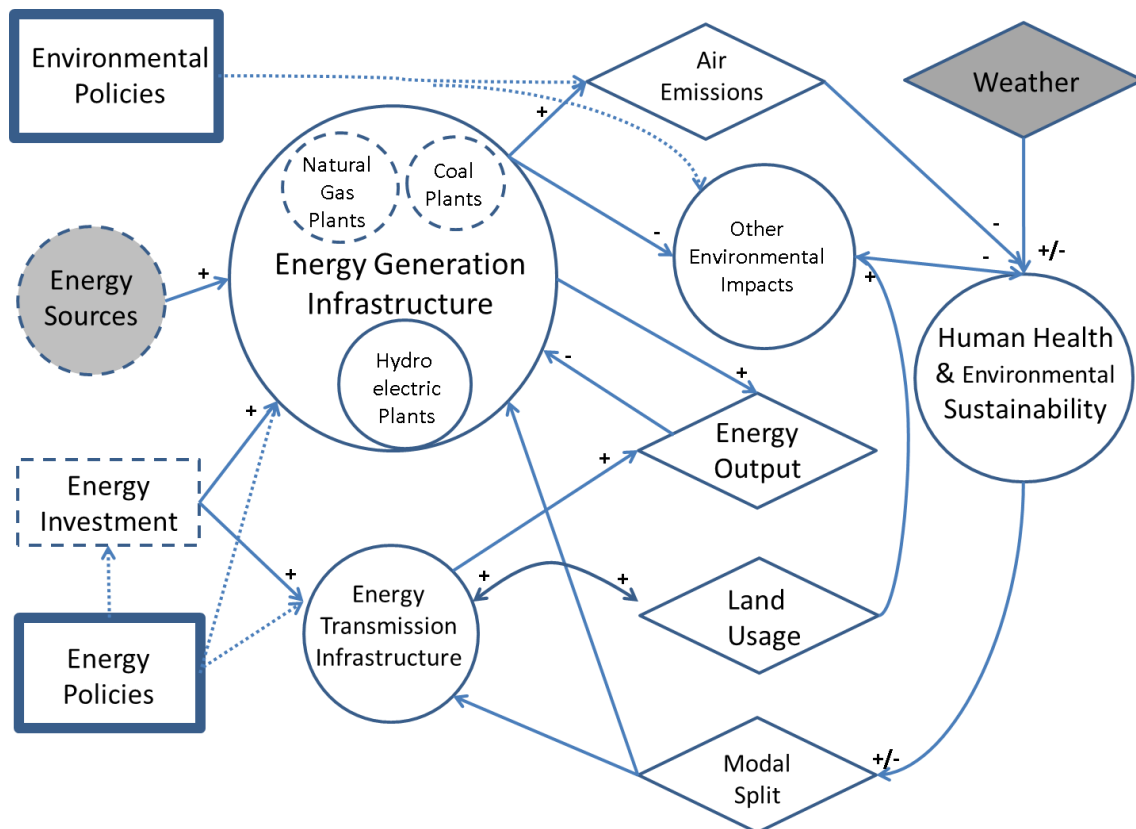 Environmental
Policies
Air
Emissions
Weather
+
Natural
Gas
Plants
Coal
Plants
-
-
-
+/-
Other
Environmental
Impacts
+
Energy
Sources
+
Energy Generation
Infrastructure
Human Health
& Environmental
Sustainability
Hydro
electric
Plants
-
+
+
Energy
Output
+
Energy
Investment
+
+
+
Energy
Transmission
Infrastructure
Land
Usage
Energy
Policies
Modal
Split
+/-